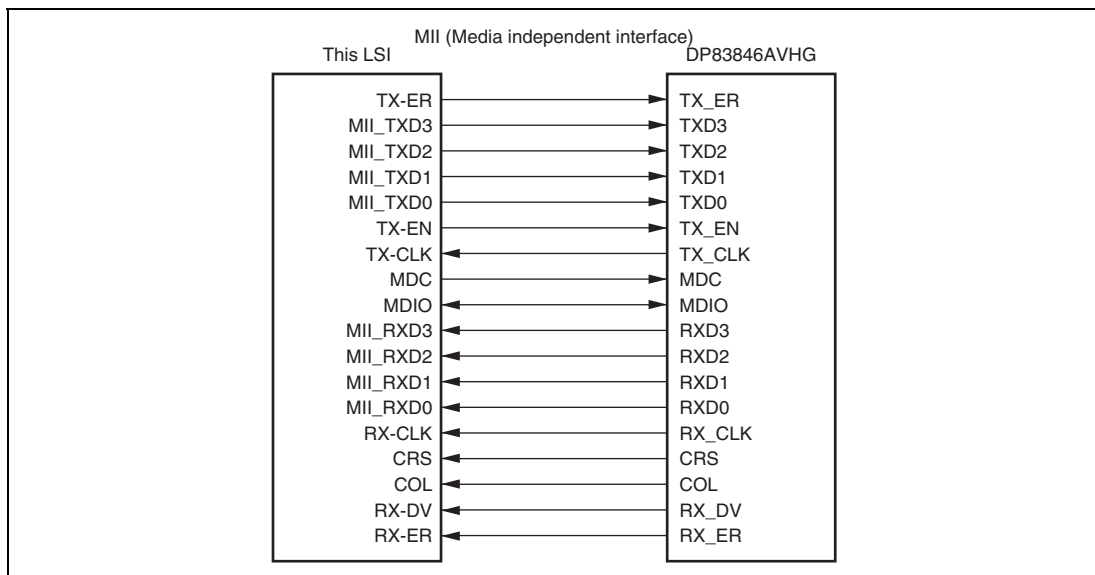 MII (Media independent interface)
This LSI DP83846AVHG
TX-ER TX_ER
MII_TXD3 TXD3
MII_TXD2 TXD2
MII_TXD1 TXD1
MII_TXD0 TXD0
TX-EN TX_EN
TX-CLK TX_CLK
MDC MDC
MDIO MDIO
MII_RXD3 RXD3
MII_RXD2 RXD2
MII_RXD1 RXD1
MII_RXD0 RXD0
RX-CLK RX_CLK
CRS CRS
COL COL
RX-DV RX_DV
RX-ER RX_ER